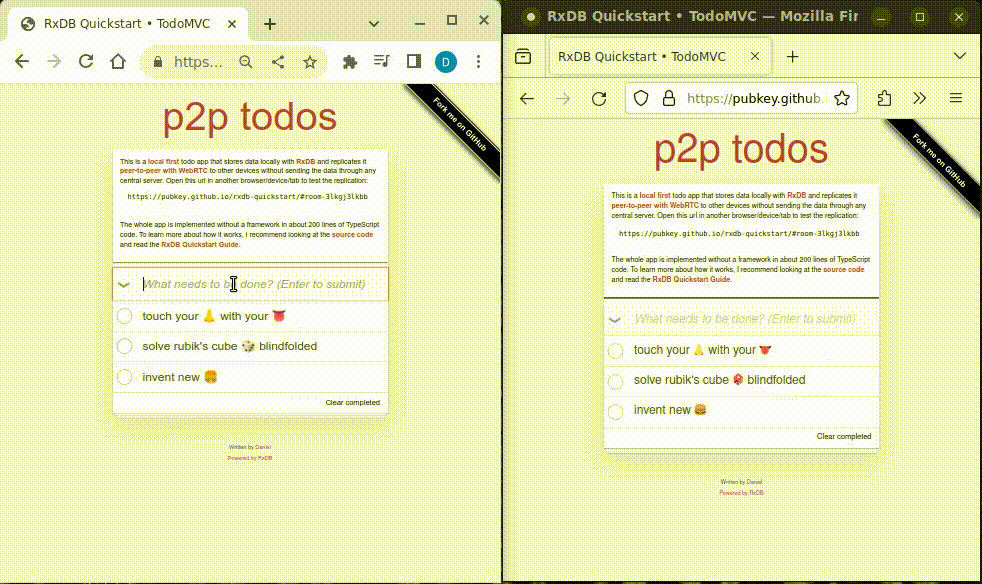 RxDB Quickstart • TodoMVC
https...
D
Fork me on GitHub
p2p todos
This is a local first todo app that stores data locally with RxDB and replicates it
peer-to-peer with WebRTC to other devices without sending the data through any
central server. Open this url in another browser/device/tab to test the replication:
https://pubkey.github.io/rxdb-quickstart/#room-3lkgj3lkbb
The whole app is implemented without a framework in about 200 lines of TypeScript
code. To learn more about how it works, I recommend looking at the source code
and read the RxDB Quickstart Guide.
What needs to be done? (Enter to submit)
touch your 👃 with your 👅
solve rubik's cube 🎲 blindfolded
invent new 🍔
Clear completed
Written by Daniel
Powered by RxDB
RxDB Quickstart • TodoMVC — Mozilla Fir
RxDB Quickstart • TodoMVC
https://pubkey.github.
Fork me on GitHub
p2p todos
This is a local first todo app that stores data locally with RxDB and replicates it
peer-to-peer with WebRTC to other devices without sending the data through any
central server. Open this url in another browser/device/tab to test the replication:
https://pubkey.github.io/rxdb-quickstart/#room-3lkgj3lkbb
The whole app is implemented without a framework in about 200 lines of TypeScript
code. To learn more about how it works, I recommend looking at the source code
and read the RxDB Quickstart Guide.
What needs to be done? (Enter to submit)
touch your 👃 with your 👅
solve rubik's cube 🎲 blindfolded
invent new 🍔
Clear completed
Written by Daniel
Powered by RxDB